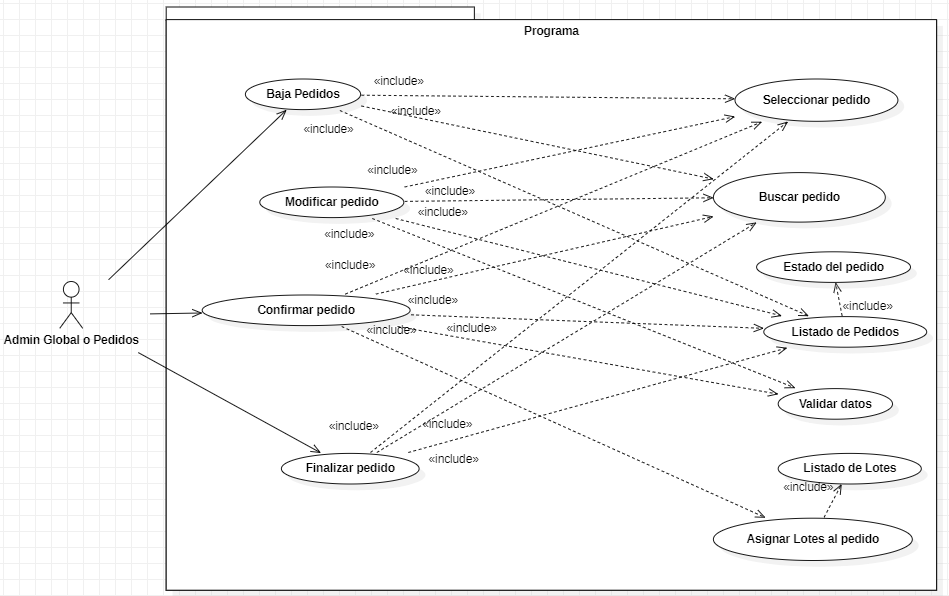 Programa
«include»
Baja Pedidos
Seleccionar pedido
«include»
«include»
«include»
«include»
Modificar pedido
Buscar pedido
«include»
«include»
«include»
«include»
Estado del pedido
«include»
«include»
Confirmar pedido
Admin Global o Pedidos
«include»
«include»
Listado de Pedidos
Validar datos
«include»
«include»
«include»
Finalizar pedido
Listado de Lotes
«include»
Asignar Lotes al pedido